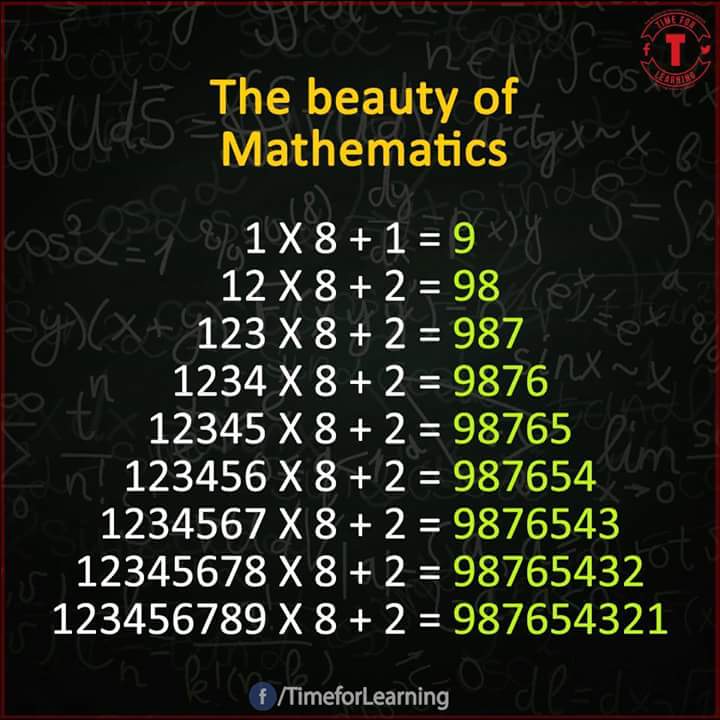 TIME FOR
T
LEARNING
The beauty of
Mathematics
1 X 8 + 1 = 9
12 X 8 + 2 = 98
123 X 8 + 2 = 987
1234 X 8 + 2 = 9876
12345 X 8 + 2 = 98765
123456 X 8 + 2 = 987654
1234567 X 8 + 2 = 9876543
12345678 X 8 + 2 = 98765432
123456789 X 8 + 2 = 987654321
f /TimeforLearning